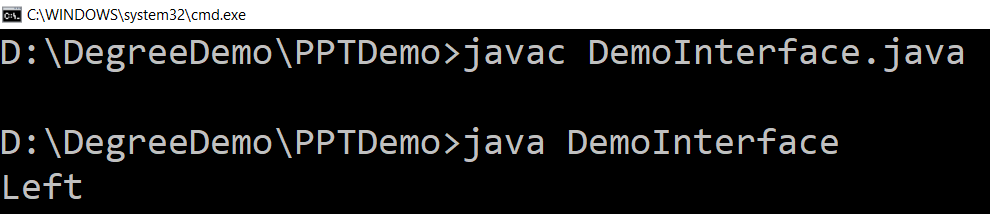 C:\WINDOWS\system32\cmd.exe
D:\DegreeDemo\PPTDemo>javac DemoInterface.java
D:\DegreeDemo\PPTDemo>java DemoInterface
Left